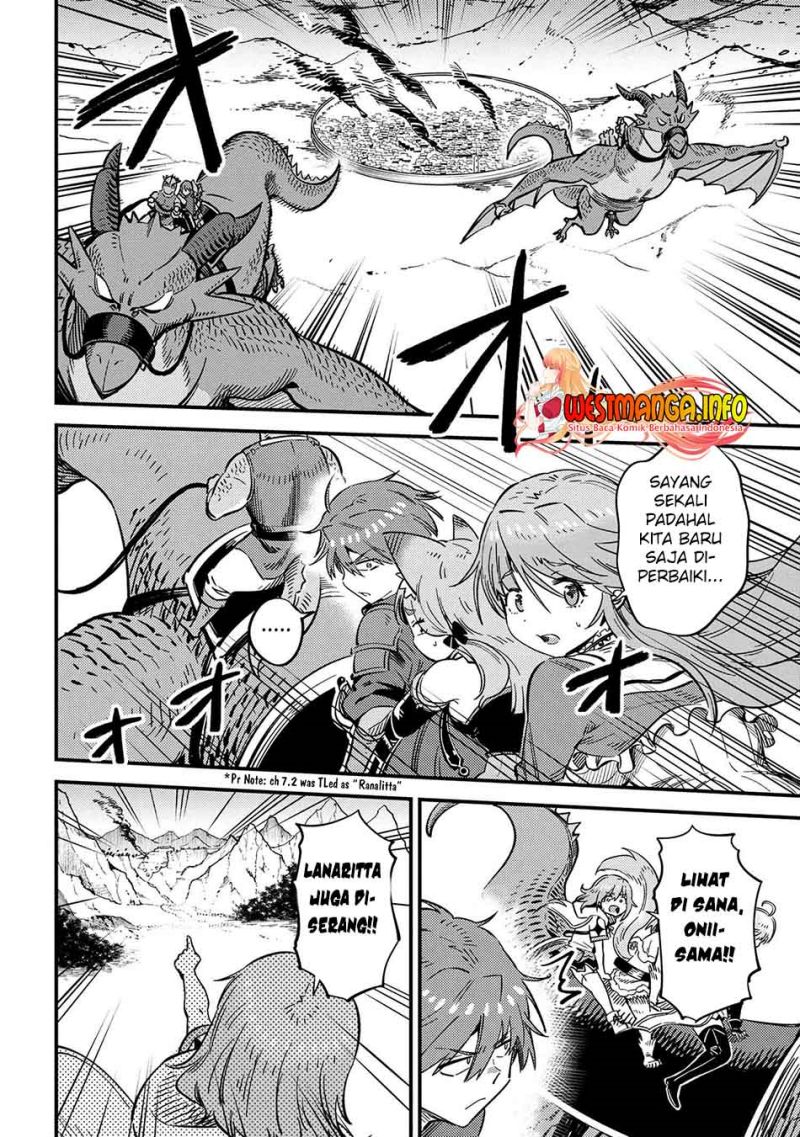 オ
オ
WESTMANGA.INFO
Situs Baca Komik Berbahasa Indonesia
SAYANG
SEKALI
PADAHAL
KITA BARU
SAJA DI-
PERBAIKI...
.....
オ
オ
オ
*Pr Note: ch 7.2 was TLed as "Ranalitta"
LIHAT
DI SANA,
ONII-
SAMA!!
LANARITTA
JUGA DI-
SERANG!!